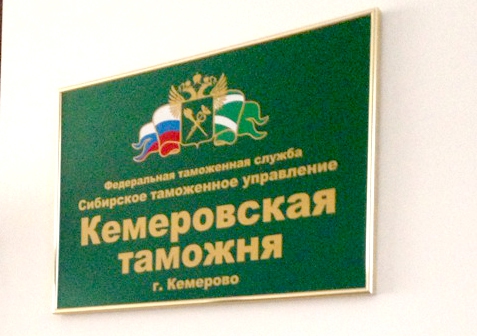 Федеральная таможенная служба
Сибирское таможенное управление
Кемеровская
таможня
г. Кемерово